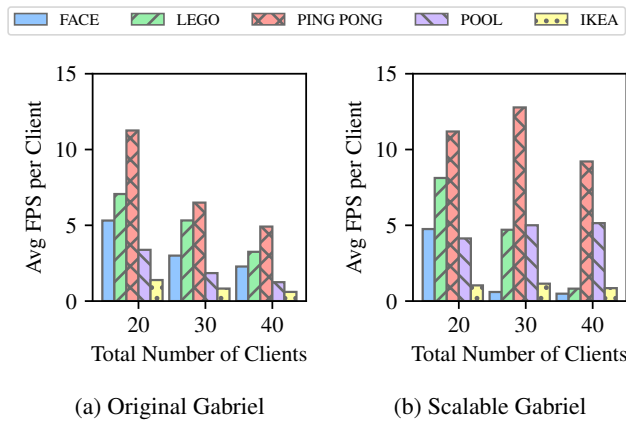 FACE LEGO PING PONG POOL IKEA
15
10
5
0
Avg FPS per Client
20 30 40
Total Number of Clients
(a) Original Gabriel
15
10
5
0
Avg FPS per Client
20 30 40
Total Number of Clients
(b) Scalable Gabriel